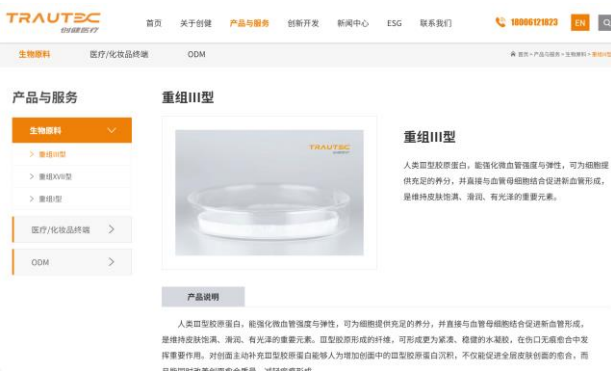 TRAUTEC
创健医疗
首页 关于创健 产品与服务 创新开发 新闻中心 ESG 联系我们 18006121823 EN
生物原料 医疗/化妆品终端 ODM 首页 > 产品与服务 > 生物原料 > 重组III型
产品与服务
重组III型
生物原料
> 重组III型
> 重组XVII型
> 重组I型
医疗/化妆品终端 >
ODM >
TRAUTEC
重组III型
人类Ⅲ型胶原蛋白，能强化微血管强度与弹性，可为细胞提
供充足的养分，并直接与血管母细胞结合促进新血管形成，
是维持皮肤饱满、滑润、有光泽的重要元素。
产品说明
人类Ⅲ型胶原蛋白，能强化微血管强度与弹性，可为细胞提供充足的养分，并直接与血管母细胞结合促进新血管形成，
是维持皮肤饱满、滑润、有光泽的重要元素。Ⅲ型胶原形成的纤维，可形成更为紧凑、稳健的水凝胶，在伤口无痕愈合中发
挥重要作用。对创面主动补充Ⅲ型胶原蛋白能够人为增加创面中的Ⅲ型胶原蛋白沉积，不仅能促进全层皮肤创面的愈合，而